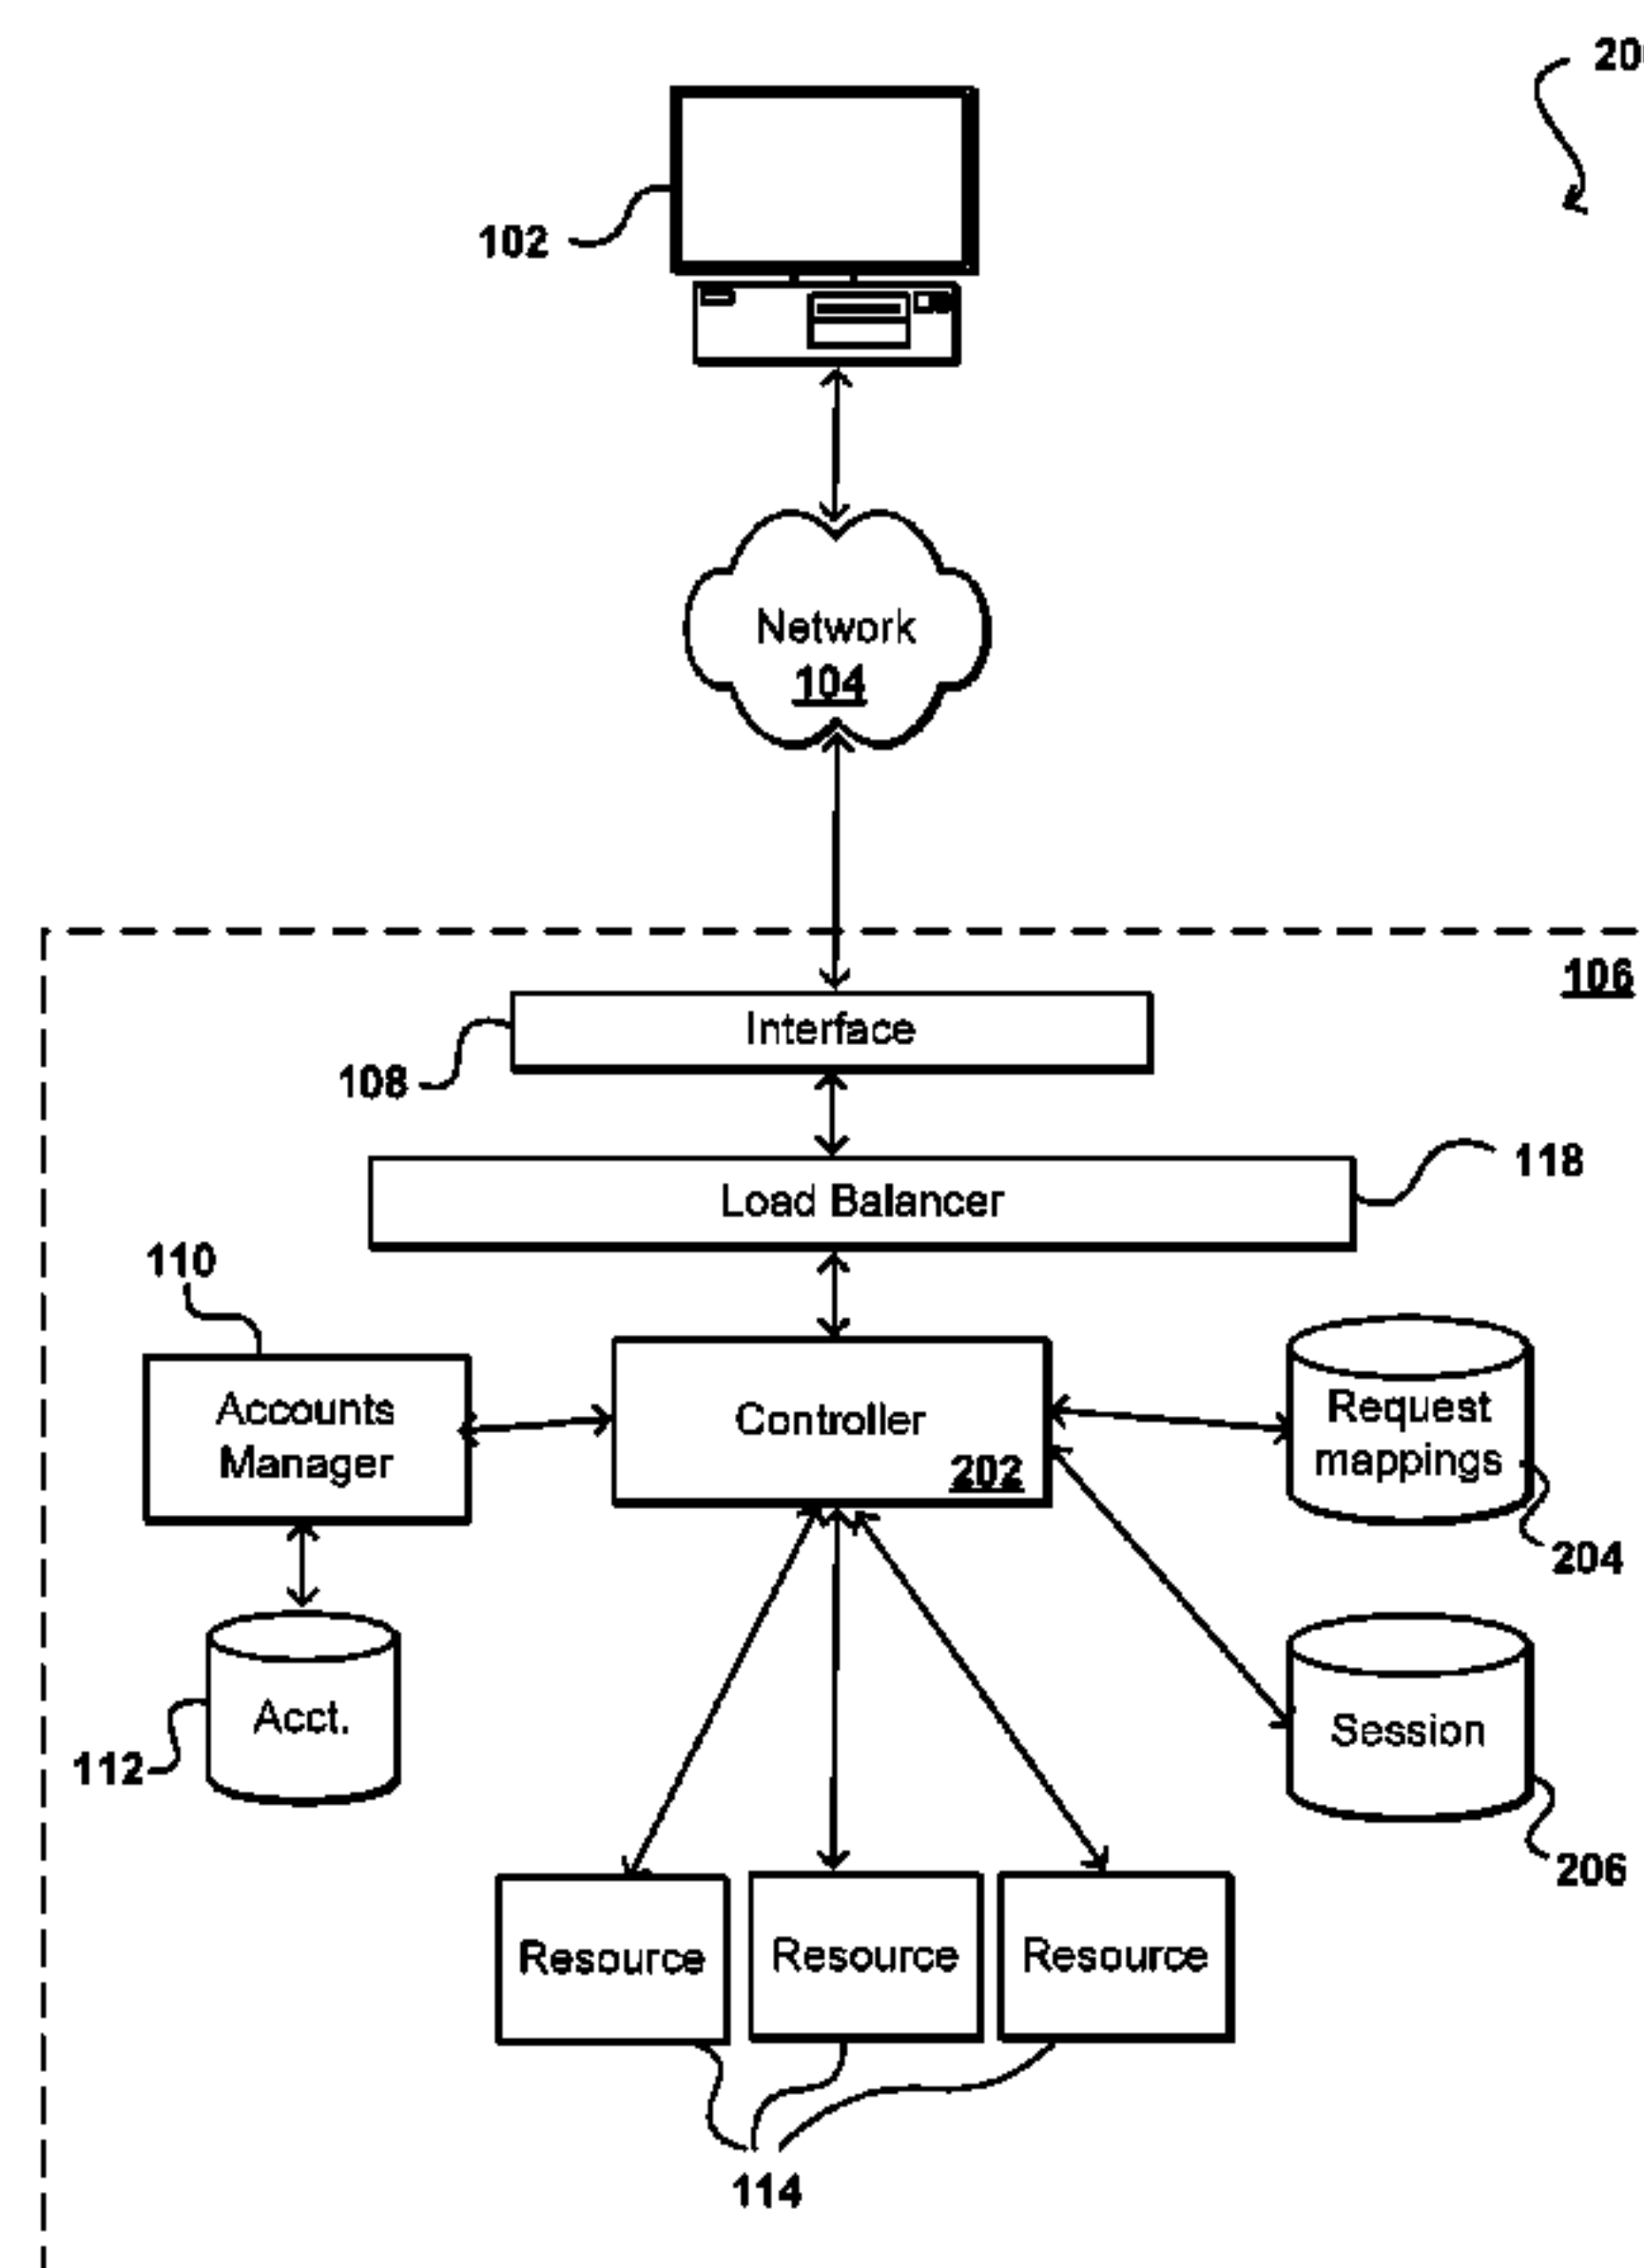 102
Network
104
106
Interface
108
Load Balancer
118
110
Accounts
Manager
Controller
202
Request
mappings
204
Acct.
112
Session
206
Resource
Resource
Resource
114